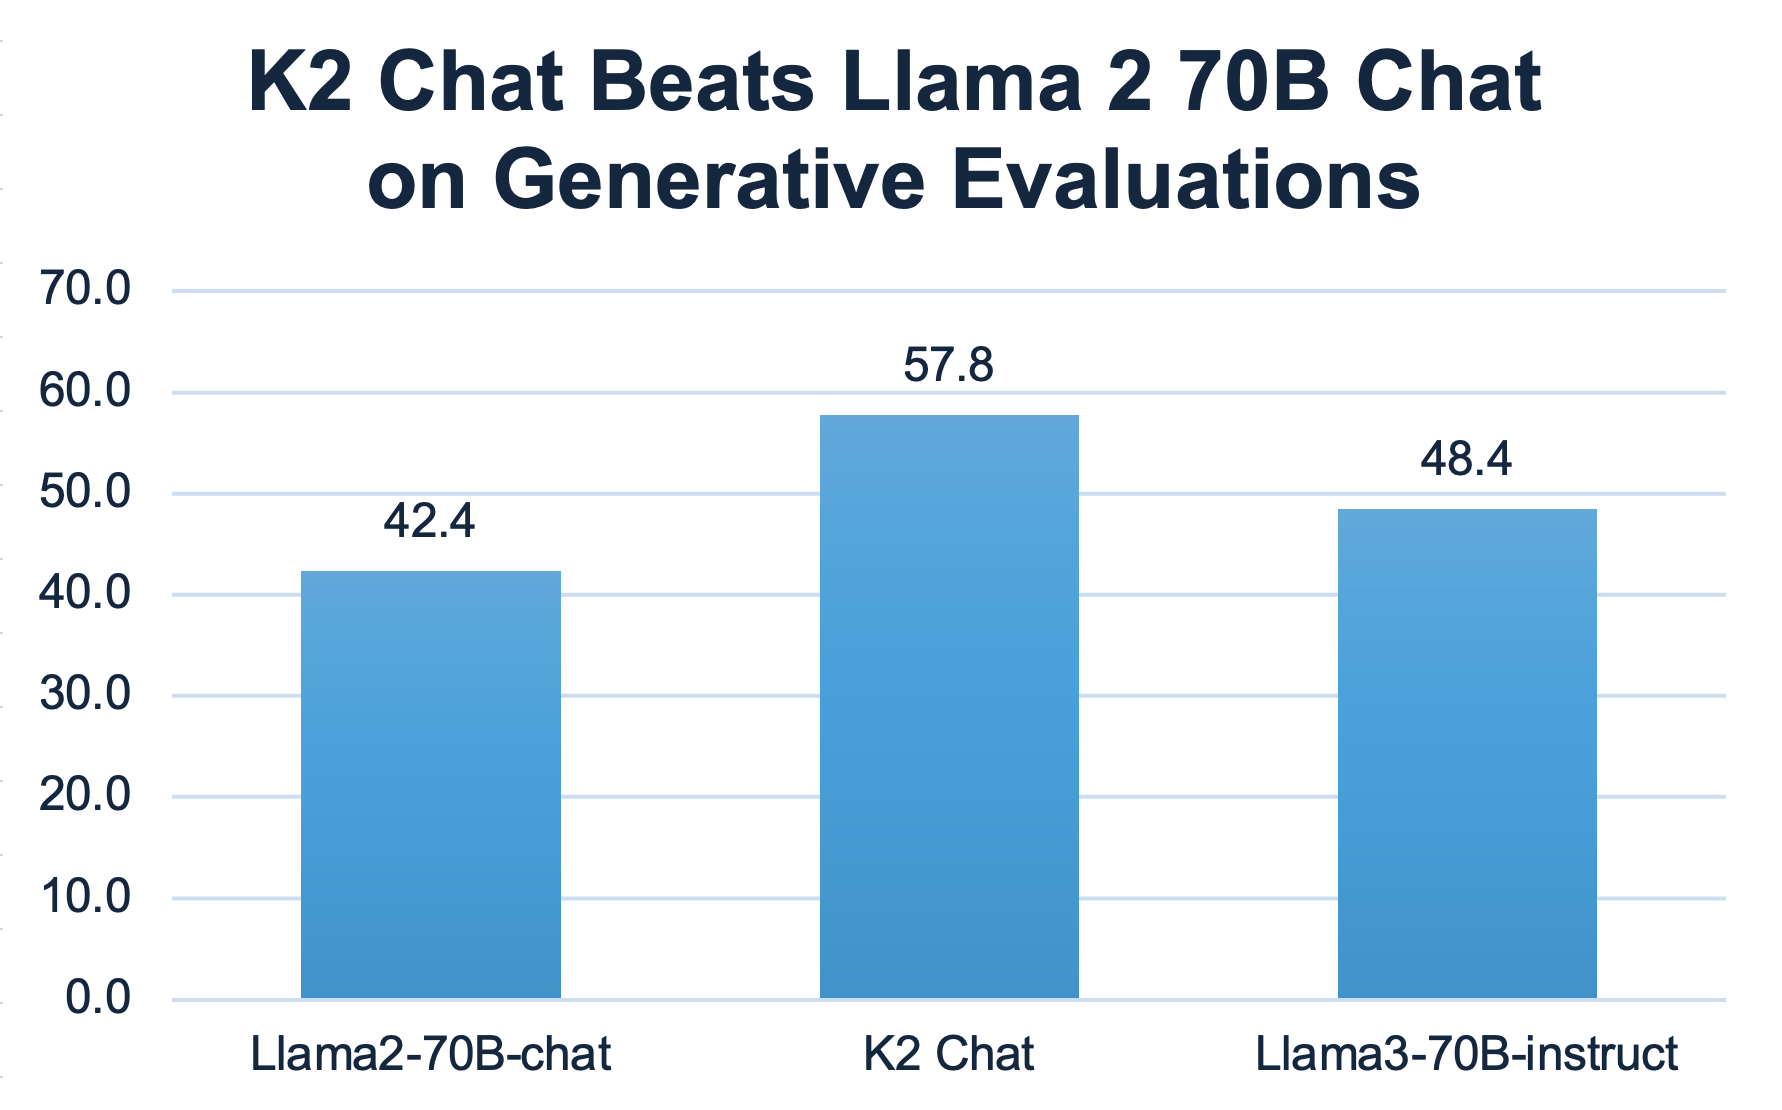 K2 Chat Beats Llama 2 70B Chat
on Generative Evaluations
70.0
60.0
50.0
40.0
30.0
20.0
10.0
0.0
42.4
57.8
48.4
Llama2-70B-chat
K2 Chat
Llama3-70B-instruct